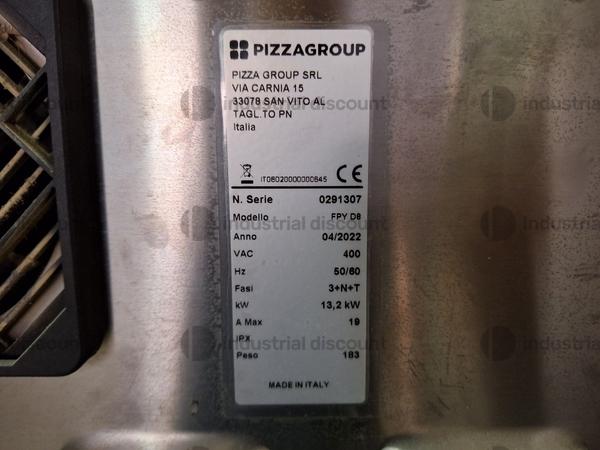 PIZZAGROUP
PIZZA GROUP SRL
VIA CARNIA 15
33078 SAN VITO AL
TAGL.TO PN
Italia
IT08020000000645 CE
N. Serie 0291307
Modello FPY D8
Anno 04/2022
VAC 400
Hz 50/60
Fasi 3+N+T
kW 13,2 kW
A Max 19
IPX
Peso 183
MADE IN ITALY
industrial discount
industrial discount
industrial discount
industrial discount
industrial discount
industrial discount